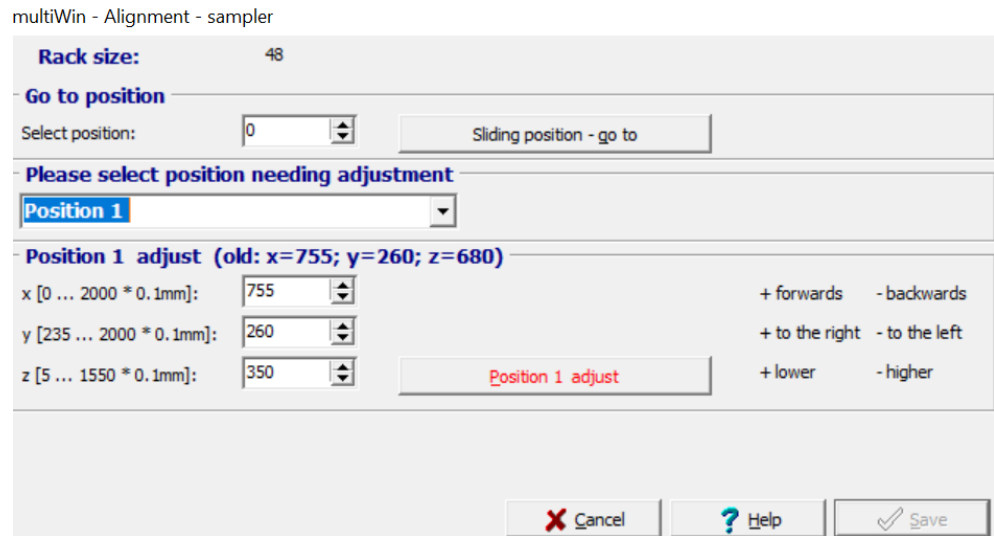 multiWin - Alignment - sampler
Rack size: 48
Go to position
Select position: 0 Sliding position - go to
Please select position needing adjustment
Position 1
Position 1 adjust (old: x=755; y=260; z=680)
x [0 ... 2000 * 0.1mm]: 755 + forwards - backwards
y [235 ... 2000 * 0.1mm]: 260 + to the right - to the left
z [5 ... 1550 * 0.1mm]: 350 Position 1 adjust + lower - higher
Cancel Help Save